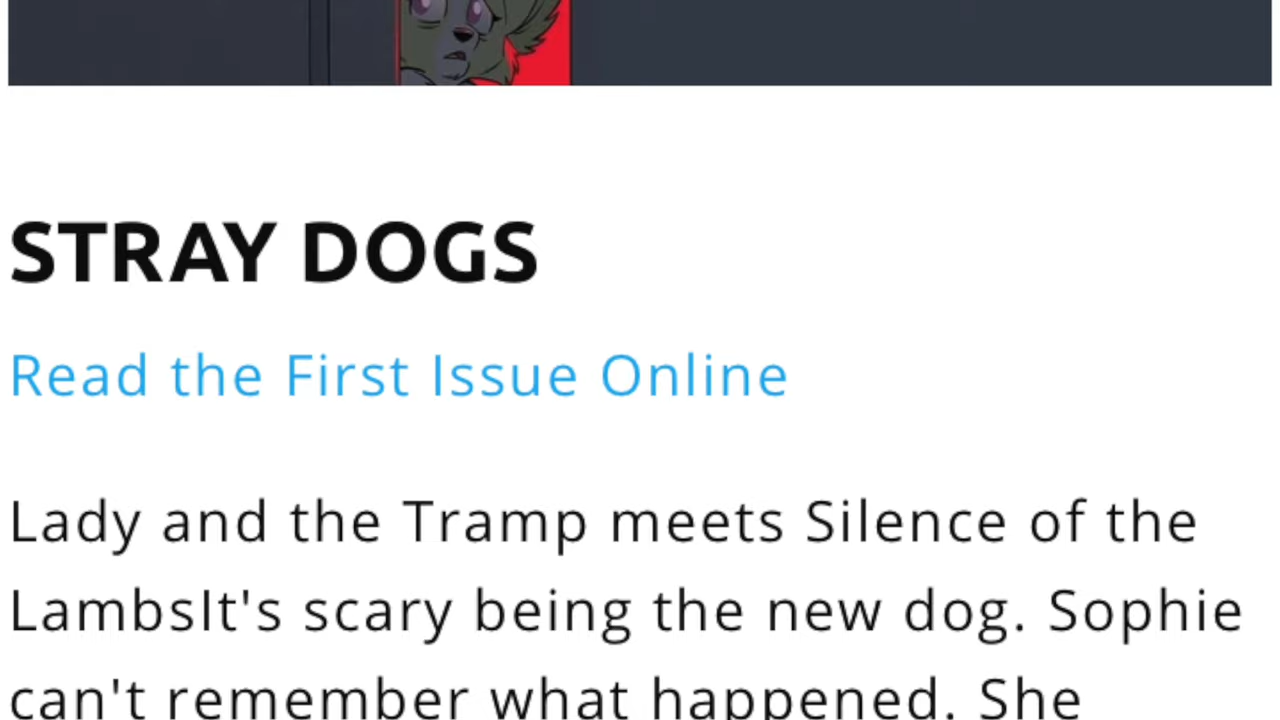 STRAY DOGS
Read the First Issue Online
Lady and the Tramp meets Silence of the
LambsIt's scary being the new dog. Sophie
can't remember what happened. She